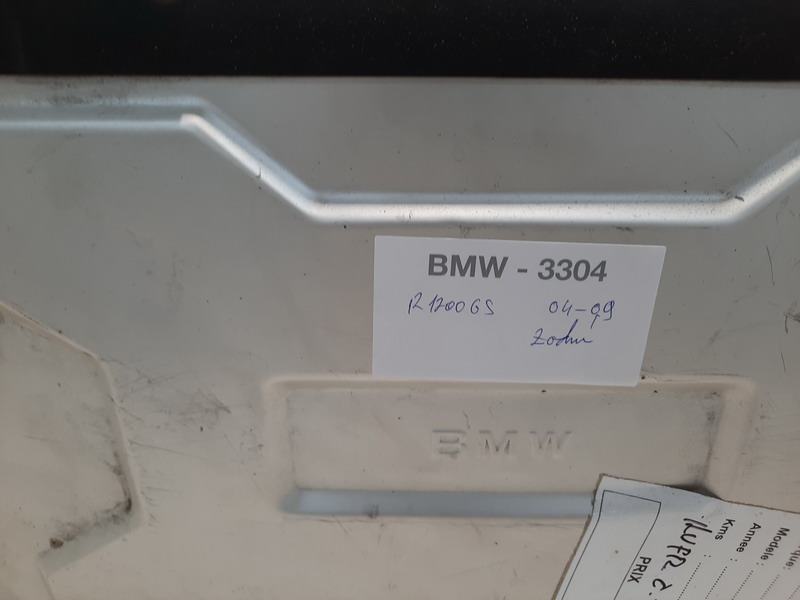 BMW - 3304
R1200GS 04-09
BMW
Modele :
Annee :
Kms :
PRIX